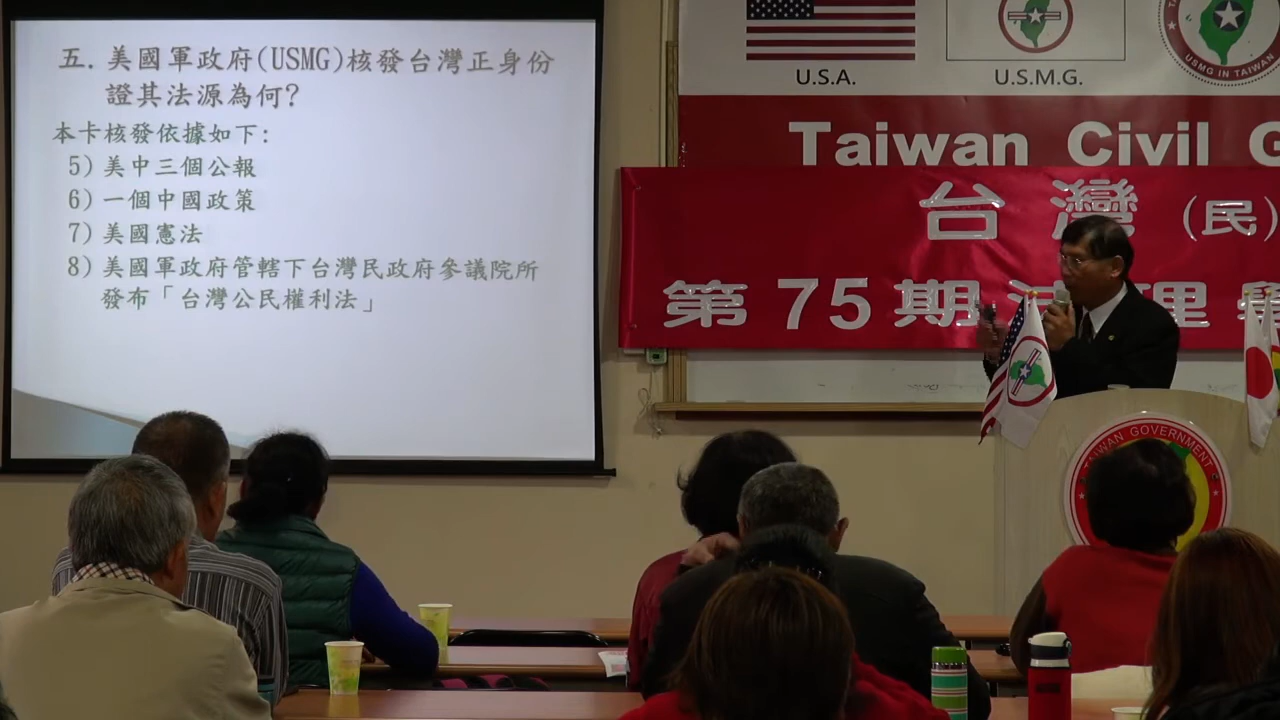 五. 美國軍政府(USMG)核發台灣正身份
證其法源為何?
本卡核發依據如下:
5) 美中三個公報
6) 一個中國政策
7) 美國憲法
8) 美國軍政府管轄下台灣民政府參議院所
發布「台灣公民權利法」
U.S.A.
U.S.M.G.
USMG IN TAIWAN
Taiwan Civil G
台灣(民)
第75期法理學
TAIWAN GOVERNMENT